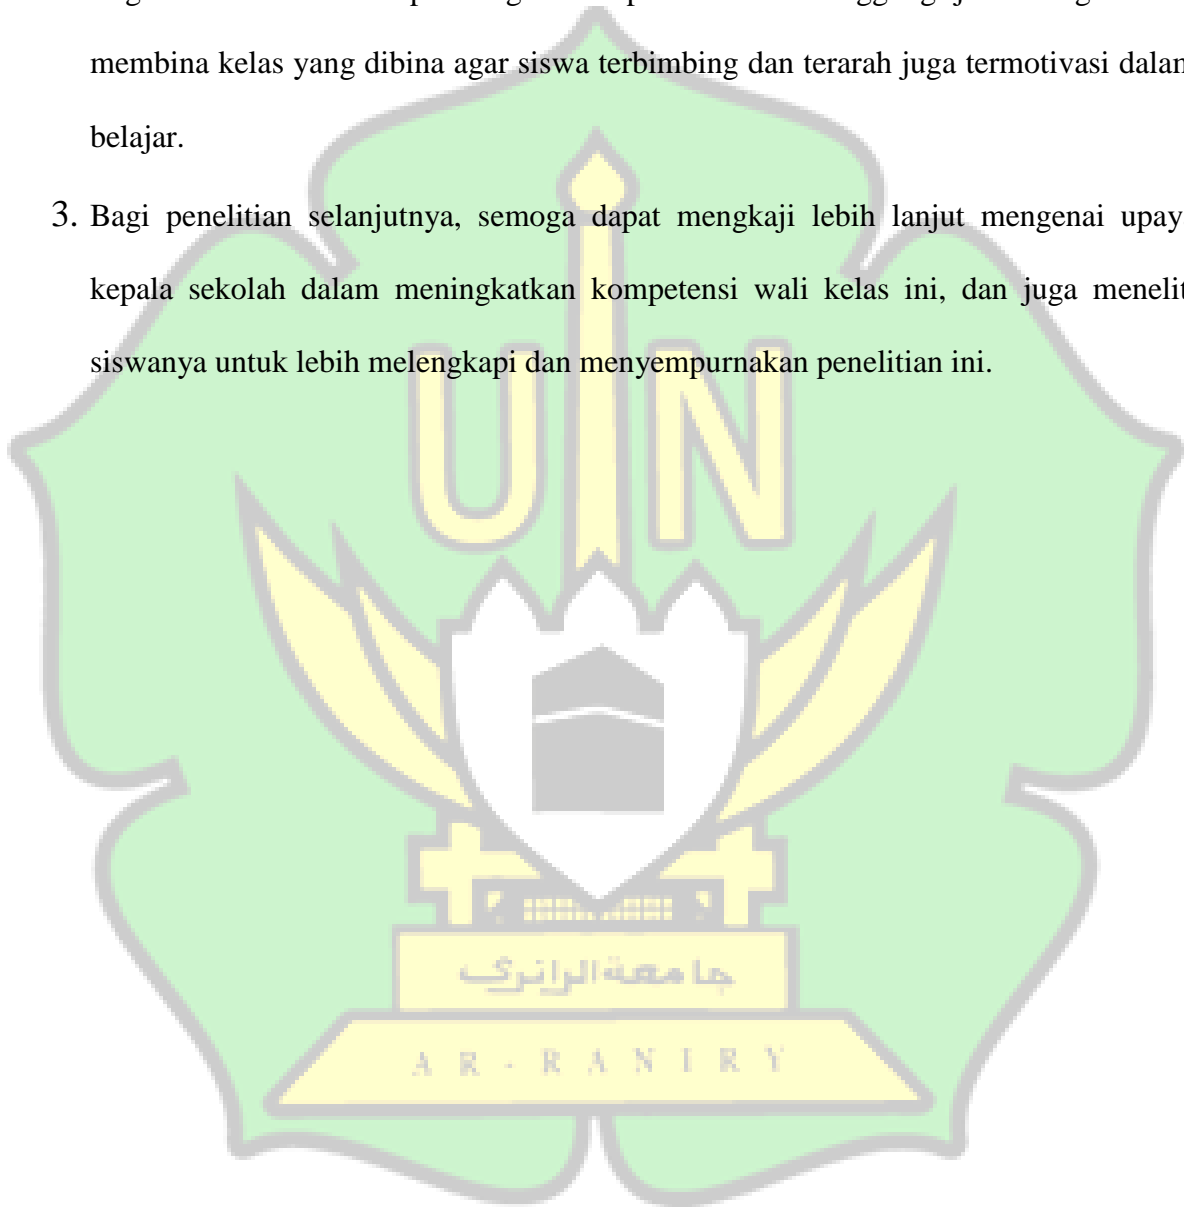 membina kelas yang dibina agar siswa terbimbing dan terarah juga termotivasi dalam
belajar.
3. Bagi penelitian selanjutnya, semoga dapat mengkaji lebih lanjut mengenai upay
kepala sekolah dalam meningkatkan kompetensi wali kelas ini, dan juga menelit
siswanya untuk lebih melengkapi dan menyempurnakan penelitian ini.
U N
جامعة الرانري
AR-RANIRY